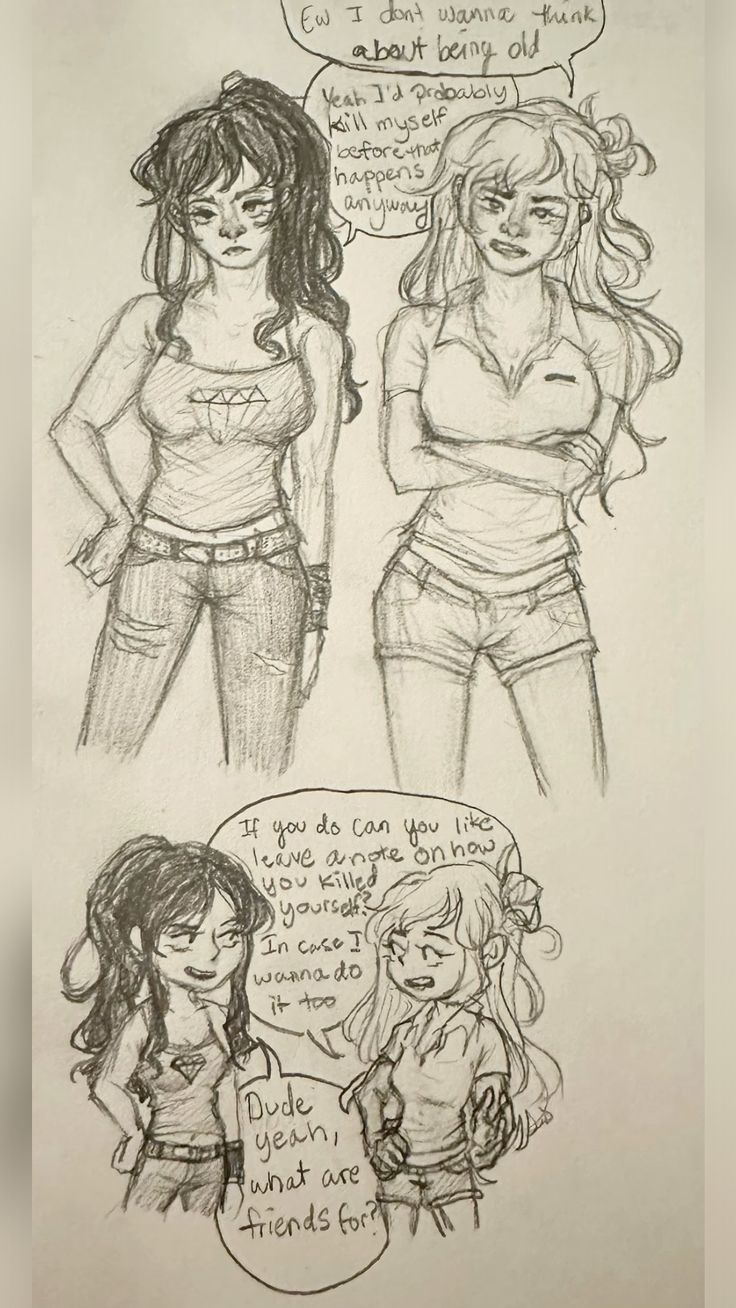 Ew I dont wanna think
about being old
Yeah I'd probably
kill myself
before that
happens
anyway
If you do can you like
leave a note on how
you killed
yourself?
In case I
wanna do
it too
Dude
yeah,
what are
friends for?